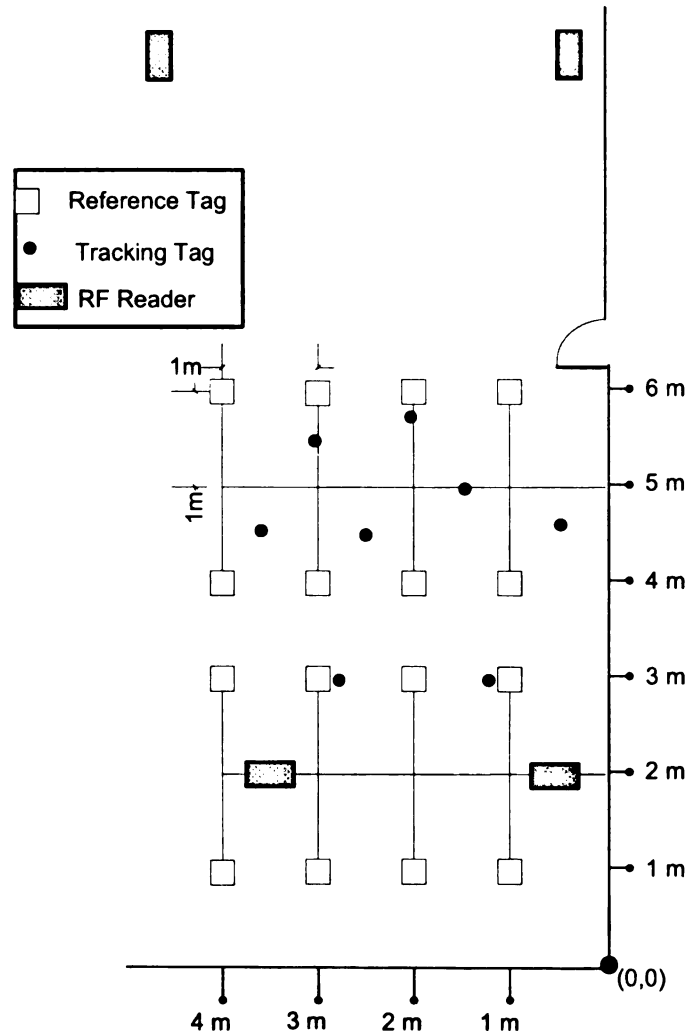 Reference Tag
Tracking Tag
RF Reader
1m
1m
6 m
5 m
4 m
3 m
2 m
1 m
(0,0)
4 m
3 m
2 m
1 m